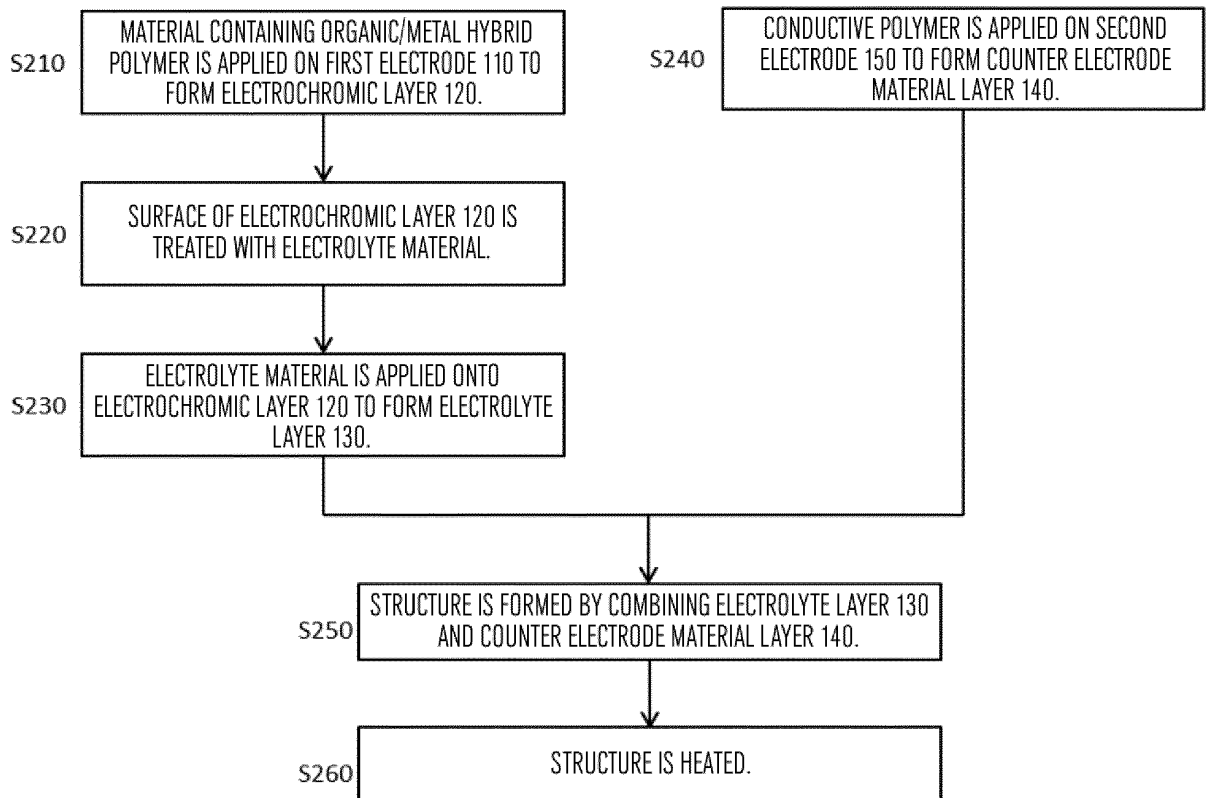 S210
MATERIAL CONTAINING ORGANIC/METAL HYBRID
POLYMER IS APPLIED ON FIRST ELECTRODE 110 TO
FORM ELECTROCHROMIC LAYER 120.
S240
CONDUCTIVE POLYMER IS APPLIED ON SECOND
ELECTRODE 150 TO FORM COUNTER ELECTRODE
MATERIAL LAYER 140.
S220
SURFACE OF ELECTROCHROMIC LAYER 120 IS
TREATED WITH ELECTROLYTE MATERIAL.
S230
ELECTROLYTE MATERIAL IS APPLIED ONTO
ELECTROCHROMIC LAYER 120 TO FORM ELECTROLYTE
LAYER 130.
S250
STRUCTURE IS FORMED BY COMBINING ELECTROLYTE LAYER 130
AND COUNTER ELECTRODE MATERIAL LAYER 140.
S260
STRUCTURE IS HEATED.